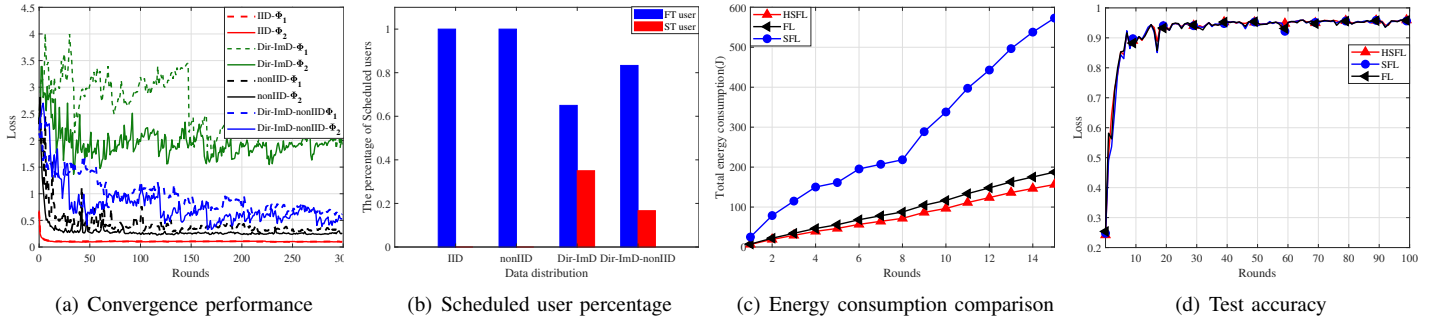 IID-Φ1
IID-Φ2
Dir-ImD-Φ1
Dir-ImD-Φ2
nonIID-Φ1
nonIID-Φ2
Dir-ImD-nonIIDΦ1
Dir-ImD-nonIID-Φ2
Loss
4
3.5
3
2.5
2
1.5
1
0.5
0
0.1
0 50 100 150 200 250 300
Rounds
(a) Convergence performance
FT user
ST user
The percentage of Scheduled users
1
0.8
0.6
0.4
0.2
0
IID nonIID Dir-ImD Dir-ImD-nonIID
Data distribution
(b) Scheduled user percentage
HSFL
FL
SFL
Total energy consumption(J)
600
500
400
300
200
100
0
2 4 6 8 10 12 14
Rounds
(c) Energy consumption comparison
HSFL
SFL
FL
Loss
1
0.9
0.8
0.7
0.6
0.5
0.4
0.3
0.2
10 20 30 40 50 60 70 80 90 100
Rounds
(d) Test accuracy